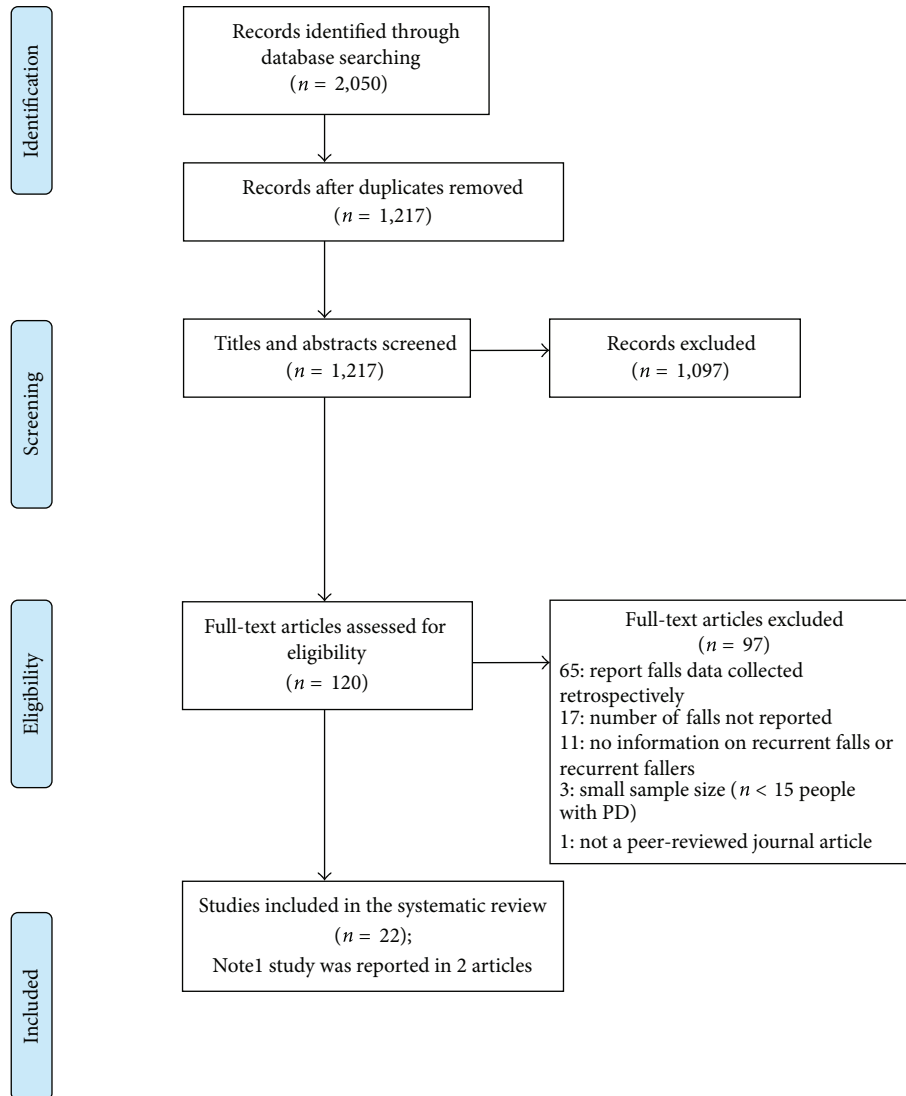 Identification
Records identified through
database searching
(n = 2,050)
Records after duplicates removed
(n = 1,217)
Screening
Titles and abstracts screened
(n = 1,217)
Records excluded
(n = 1,097)
Eligibility
Full-text articles assessed for
eligibility
(n = 120)
Full-text articles excluded
(n = 97)
65: report falls data collected
retrospectively
17: number of falls not reported
11: no information on recurrent falls or
recurrent fallers
3: small sample size (n < 15 people
with PD)
1: not a peer-reviewed journal article
Included
Studies included in the systematic review
(n = 22);
Note1 study was reported in 2 articles